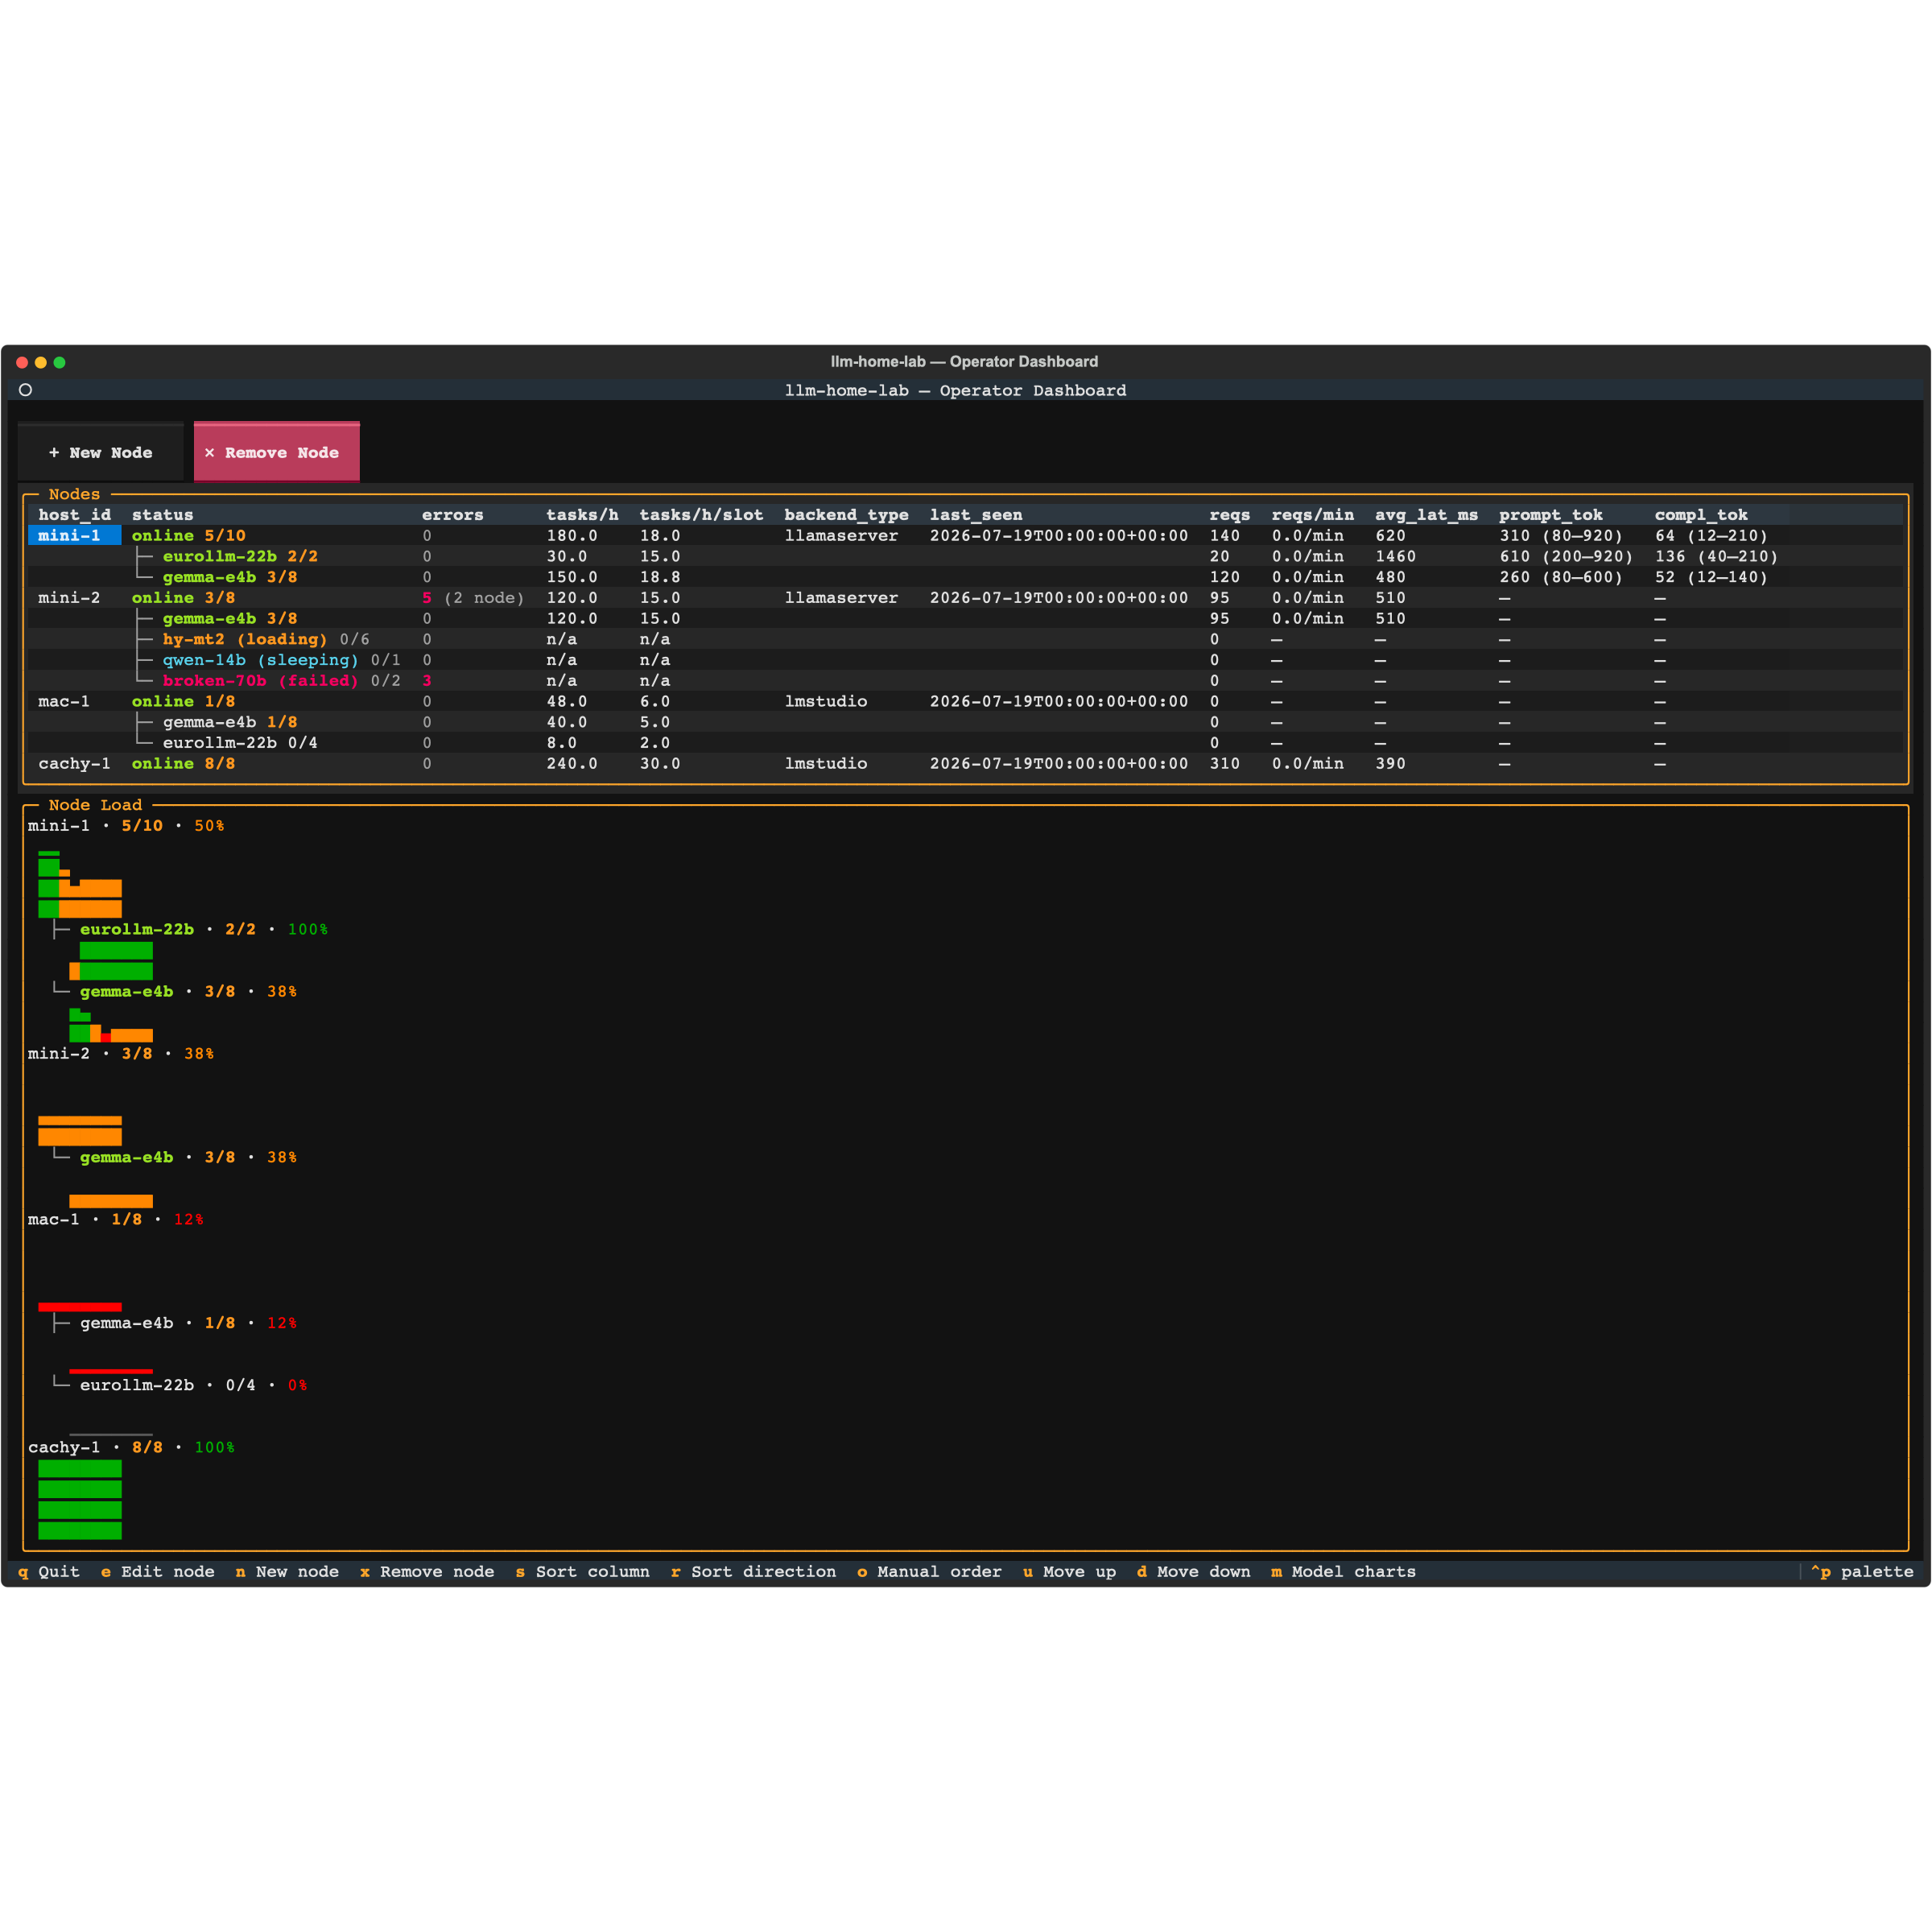 llm-home-lab — Operator Dashboard
llm-home-lab — Operator Dashboard
+ New Node × Remove Node
Nodes
host_id status errors tasks/h tasks/h/slot backend_type last_seen reqs reqs/min avg_lat_ms prompt_tok compl_tok
mini-1 online 5/10 0 180.0 18.0 llamaserver 2026-07-19T00:00:00+00:00 140 0.0/min 620 310 (80–920) 64 (12–210)
├─ eurollm-22b 2/2 0 30.0 15.0 20 0.0/min 1460 610 (200–920) 136 (40–210)
└─ gemma-e4b 3/8 0 150.0 18.8 120 0.0/min 480 260 (80–600) 52 (12–140)
mini-2 online 3/8 5 (2 node) 120.0 15.0 llamaserver 2026-07-19T00:00:00+00:00 95 0.0/min 510 — —
├─ gemma-e4b 3/8 0 120.0 15.0 95 0.0/min 510 — —
├─ hy-mt2 (loading) 0/6 0 n/a n/a 0 — — — —
├─ qwen-14b (sleeping) 0/1 0 n/a n/a 0 — — — —
└─ broken-70b (failed) 0/2 3 n/a n/a 0 — — — —
mac-1 online 1/8 0 48.0 6.0 lmstudio 2026-07-19T00:00:00+00:00 0 — — — —
├─ gemma-e4b 1/8 0 40.0 5.0 0 — — — —
└─ eurollm-22b 0/4 0 8.0 2.0 0 — — — —
cachy-1 online 8/8 0 240.0 30.0 lmstudio 2026-07-19T00:00:00+00:00 310 0.0/min 390 — —
Node Load
mini-1 · 5/10 · 50%
├─ eurollm-22b · 2/2 · 100%
└─ gemma-e4b · 3/8 · 38%
mini-2 · 3/8 · 38%
└─ gemma-e4b · 3/8 · 38%
mac-1 · 1/8 · 12%
├─ gemma-e4b · 1/8 · 12%
└─ eurollm-22b · 0/4 · 0%
cachy-1 · 8/8 · 100%
q Quit e Edit node n New node x Remove node s Sort column r Sort direction o Manual order u Move up d Move down m Model charts ^p palette